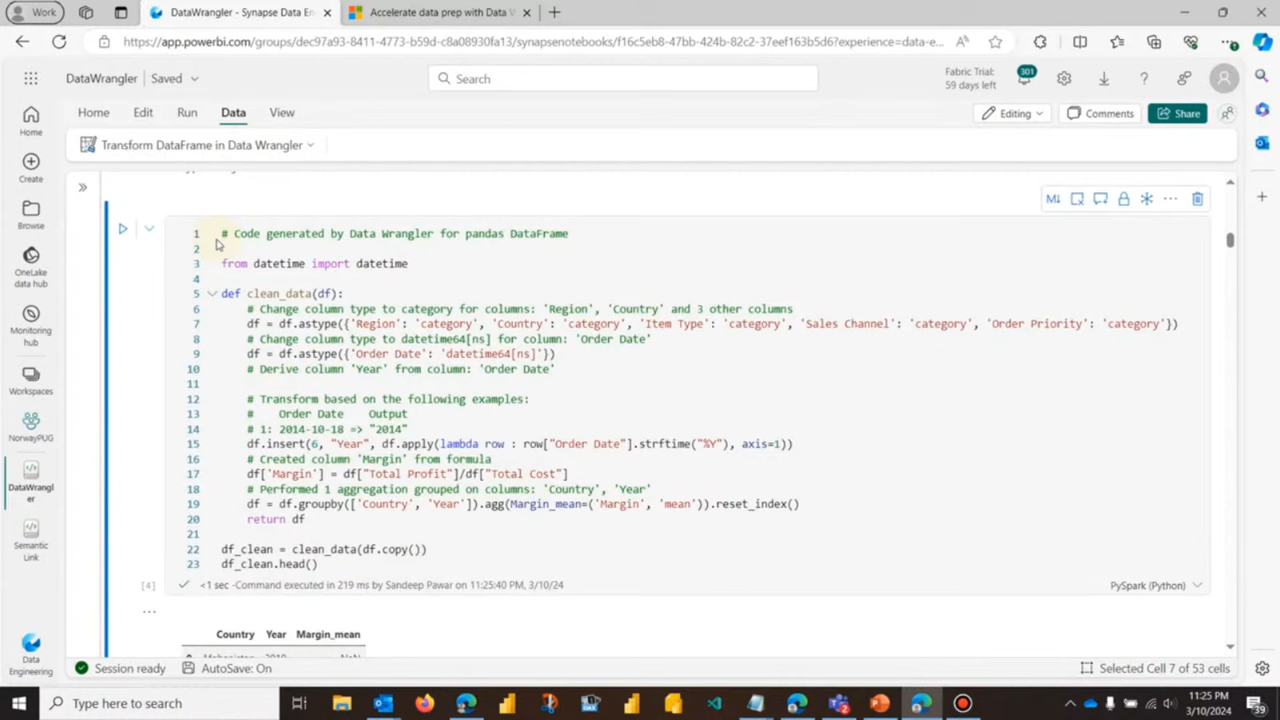 Work
DataWrangler - Synapse Data En
Accelerate data prep with Data W
https://app.powerbi.com/groups/dec97a93-8411-4773-b59d-c8a08930fa13/synapsenotebooks/f16c5eb8-47bb-424b-82c2-37eef163b5d6?experience=data-e...
DataWrangler
Saved
Search
Fabric Trial:
59 days left
301
Home Edit Run Data View
Editing
Comments
Share
Transform DataFrame in Data Wrangler
Home
Create
Browse
OneLake
data hub
Monitoring
hub
Workspaces
NorwayPUG
DataWrangl
er
Semantic
Link
Data
Engineering
1 # Code generated by Data Wrangler for pandas DataFrame
2
3 from datetime import datetime
4
5 def clean_data(df):
6 # Change column type to category for columns: 'Region', 'Country' and 3 other columns
7 df = df.astype({'Region': 'category', 'Country': 'category', 'Item Type': 'category', 'Sales Channel': 'category', 'Order Priority': 'category'})
8 # Change column type to datetime64[ns] for column: 'Order Date'
9 df = df.astype({'Order Date': 'datetime64[ns]'})
10 # Derive column 'Year' from column: 'Order Date'
11
12 # Transform based on the following examples:
13 # Order Date Output
14 # 1: 2014-10-18 => "2014"
15 df.insert(6, "Year", df.apply(lambda row : row["Order Date"].strftime("%Y"), axis=1))
16 # Created column 'Margin' from formula
17 df['Margin'] = df["Total Profit"]/df["Total Cost"]
18 # Performed 1 aggregation grouped on columns: 'Country', 'Year'
19 df = df.groupby(['Country', 'Year']).agg(Margin_mean=('Margin', 'mean')).reset_index()
20 return df
21
22 df_clean = clean_data(df.copy())
23 df_clean.head()
[4]
<1 sec -Command executed in 219 ms by Sandeep Pawar on 11:25:40 PM, 3/10/24
PySpark (Python)
...
Country Year Margin_mean
Session ready
AutoSave: On
Selected Cell 7 of 53 cells
Type here to search
11:25 PM
3/10/2024
39